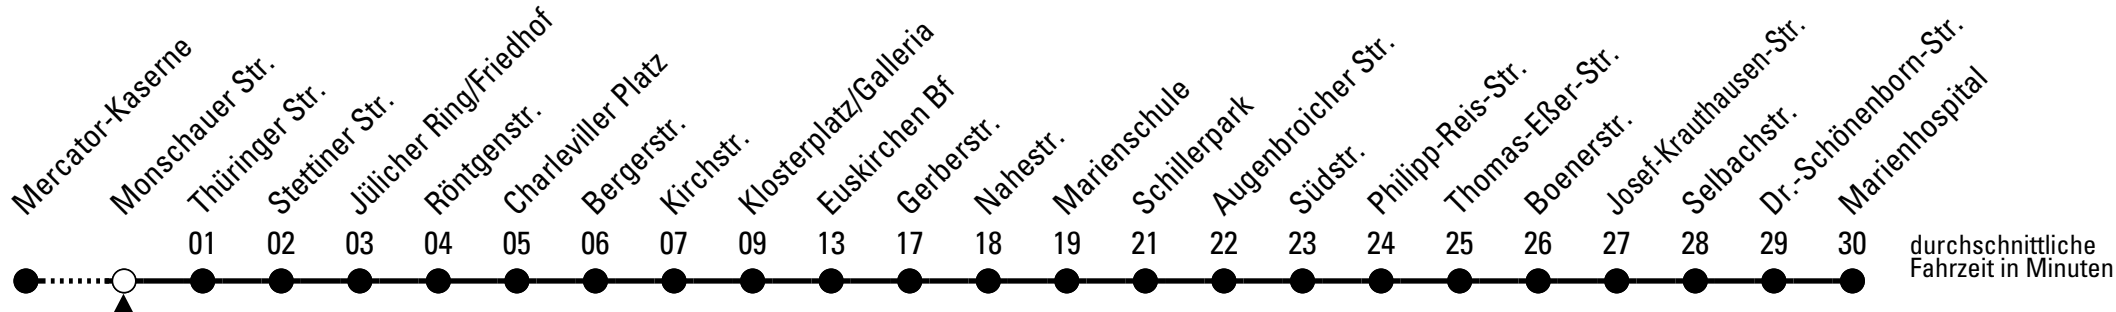 Mercator-Kaserne
Monschauer Str.
Thüringer Str.
Stettiner Str.
Jülicher Ring/Friedhof
Röntgenstr.
Charleviller Platz
Bergerstr.
Kirchstr.
Klosterplatz/Galleria
Euskirchen Bf
Gerberstr.
Nahestr.
Marienschule
Schillerpark
Augenbroicher Str.
Südstr.
Philipp-Reis-Str.
Thomas-Eßer-Str.
Boenerstr.
Josef-Krauthausen-Str.
Selbachstr.
Dr.-Schönenborn-Str.
Marienhospital
01 02 03 04 05 06 07 09 13 17 18 19 21 22 23 24 25 26 27 28 29 30
durchschnittliche
Fahrzeit in Minuten